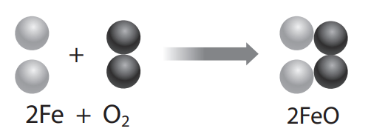 +
2Fe + O₂
2FeO